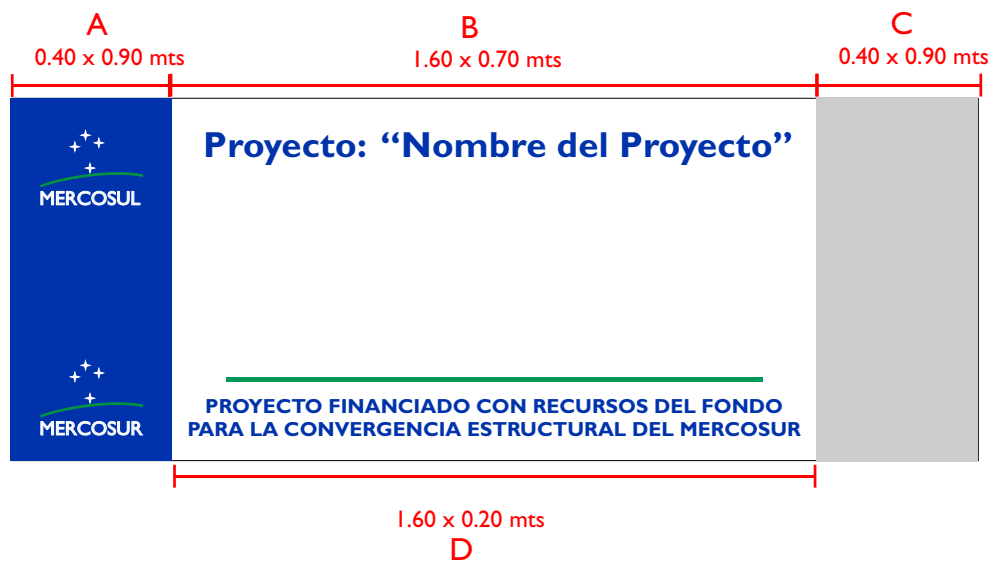 A
0.40 x 0.90 mts
B
1.60 x 0.70 mts
C
0.40 x 0.90 mts
MERCOSUL
Proyecto: “Nombre del Proyecto”
MERCOSUR
PROYECTO FINANCIADO CON RECURSOS DEL FONDO
PARA LA CONVERGENCIA ESTRUCTURAL DEL MERCOSUR
1.60 x 0.20 mts
D